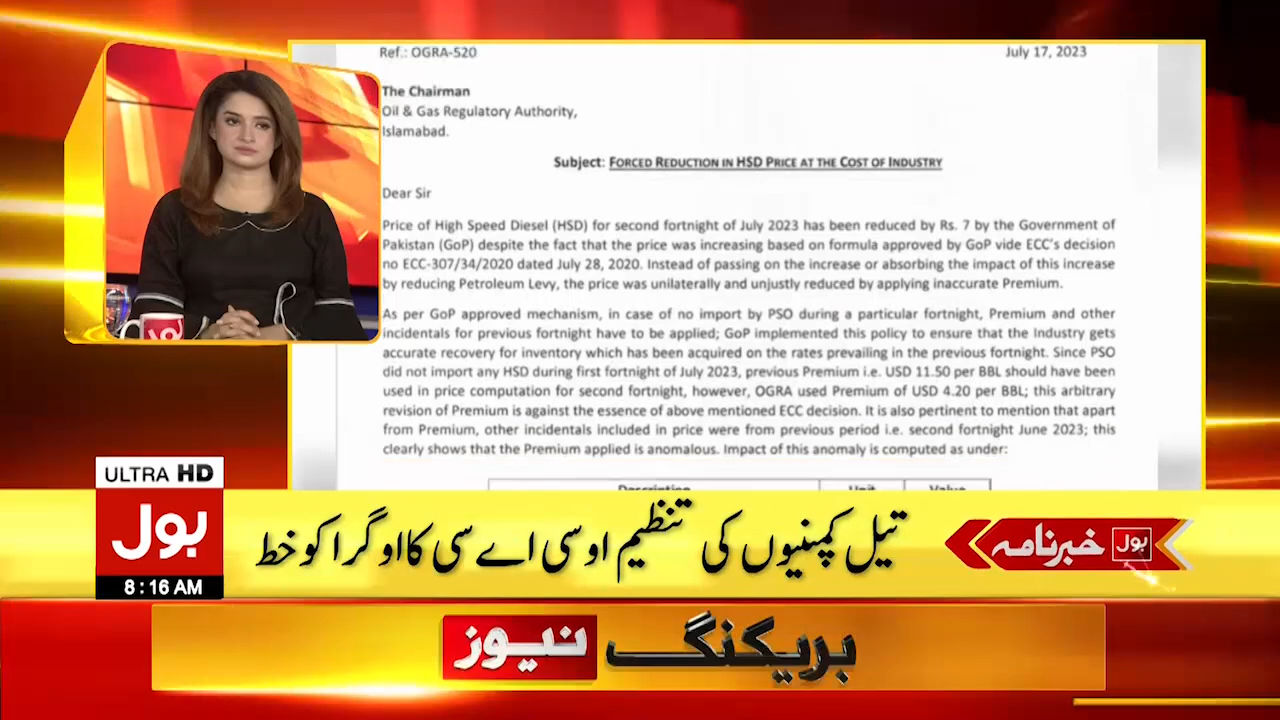 Ref.: OGRA-520
July 17, 2023
The Chairman
Oil & Gas Regulatory Authority,
Islamabad.
Subject: FORCED REDUCTION IN HSD PRICE AT THE COST OF INDUSTRY
Dear Sir
Price of High Speed Diesel (HSD) for second fortnight of July 2023 has been reduced by Rs. 7 by the Government of
Pakistan (GoP) despite the fact that the price was increasing based on formula approved by GoP vide ECC's decision
no ECC-307/34/2020 dated July 28, 2020. Instead of passing on the increase or absorbing the impact of this increase
by reducing Petroleum Levy, the price was unilaterally and unjustly reduced by applying inaccurate Premium.
As per GoP approved mechanism, in case of no import by PSO during a particular fortnight, Premium and other
incidentals for previous fortnight have to be applied; GoP implemented this policy to ensure that the Industry gets
accurate recovery for inventory which has been acquired on the rates prevailing in the previous fortnight. Since PSO
did not import any HSD during first fortnight of July 2023, previous Premium i.e. USD 11.50 per BBL should have been
used in price computation for second fortnight, however, OGRA used Premium of USD 4.20 per BBL; this arbitrary
revision of Premium is against the essence of above mentioned ECC decision. It is also pertinent to mention that apart
from Premium, other incidentals included in price were from previous period i.e. second fortnight June 2023; this
clearly shows that the Premium applied is anomalous. Impact of this anomaly is computed as under:
Description Unit Value
بول
ULTRA HD
بول
8:16 AM
بول خبرنامہ
تیل کمپنیوں کی تنظیم او سی اے سی کا اوگرا کو خط
بریکنگ نیوز